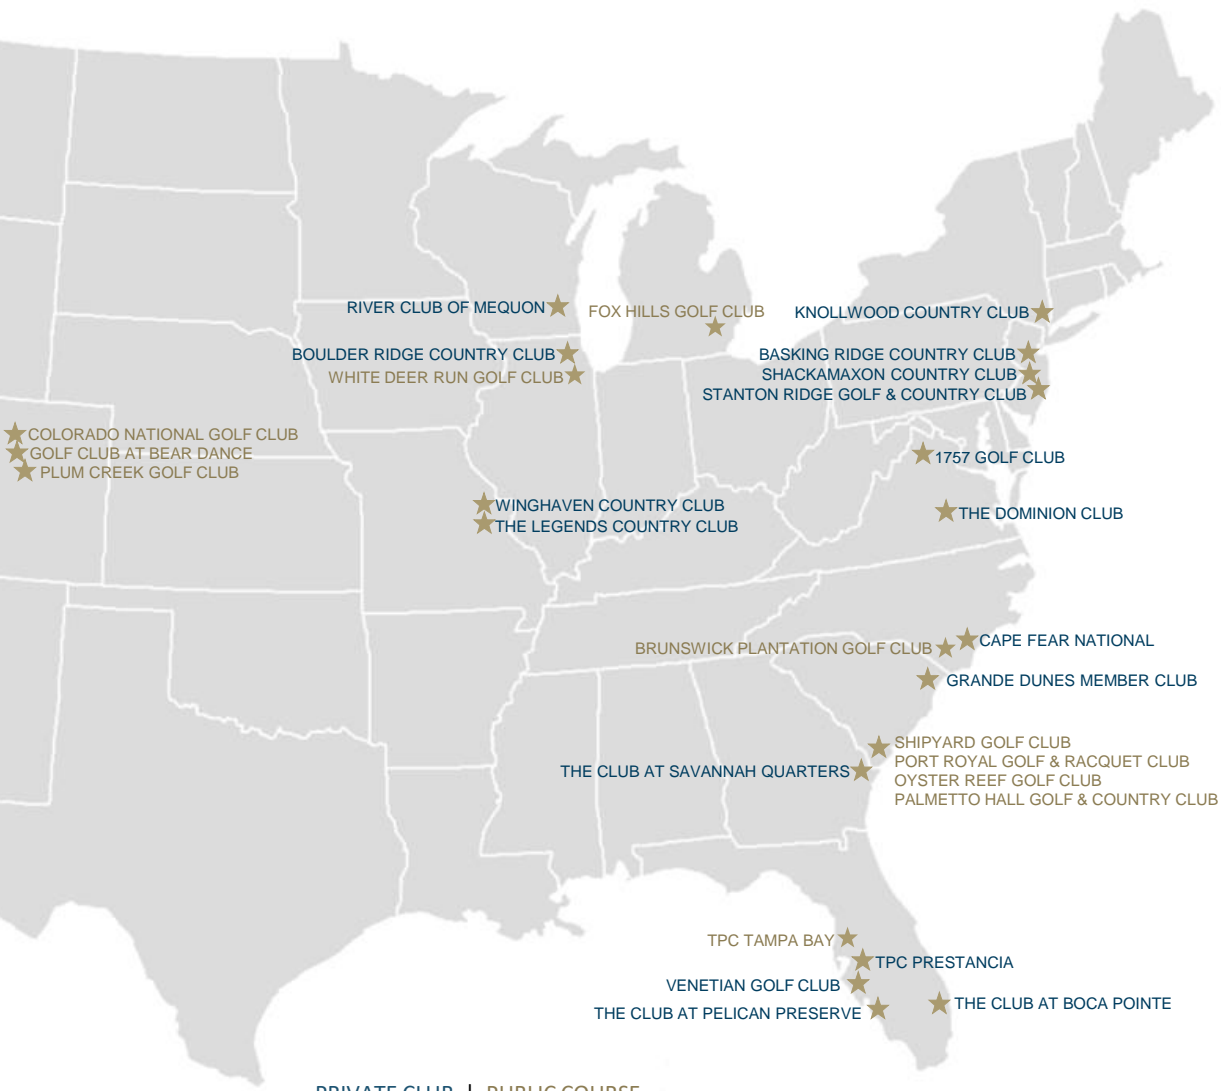 RIVER CLUB OF MEQUON
FOX HILLS GOLF CLUB
KNOLLWOOD COUNTRY CLUB
BOULDER RIDGE COUNTRY CLUB
BASKING RIDGE COUNTRY CLUB
WHITE DEER RUN GOLF CLUB
SHACKAMAXON COUNTRY CLUB
STANTON RIDGE GOLF & COUNTRY CLUB
COLORADO NATIONAL GOLF CLUB
GOLF CLUB AT BEAR DANCE
PLUM CREEK GOLF CLUB
1757 GOLF CLUB
WINGHAVEN COUNTRY CLUB
THE LEGENDS COUNTRY CLUB
THE DOMINION CLUB
BRUNSWICK PLANTATION GOLF CLUB
CAPE FEAR NATIONAL
GRANDE DUNES MEMBER CLUB
SHIPYARD GOLF CLUB
PORT ROYAL GOLF & RACQUET CLUB
THE CLUB AT SAVANNAH QUARTERS
OYSTER REEF GOLF CLUB
PALMETTO HALL GOLF & COUNTRY CLUB
TPC TAMPA BAY
TPC PRESTANCIA
VENETIAN GOLF CLUB
THE CLUB AT PELICAN PRESERVE
THE CLUB AT BOCA POINTE
PRIVATE CLUB | PUBLIC COURSE